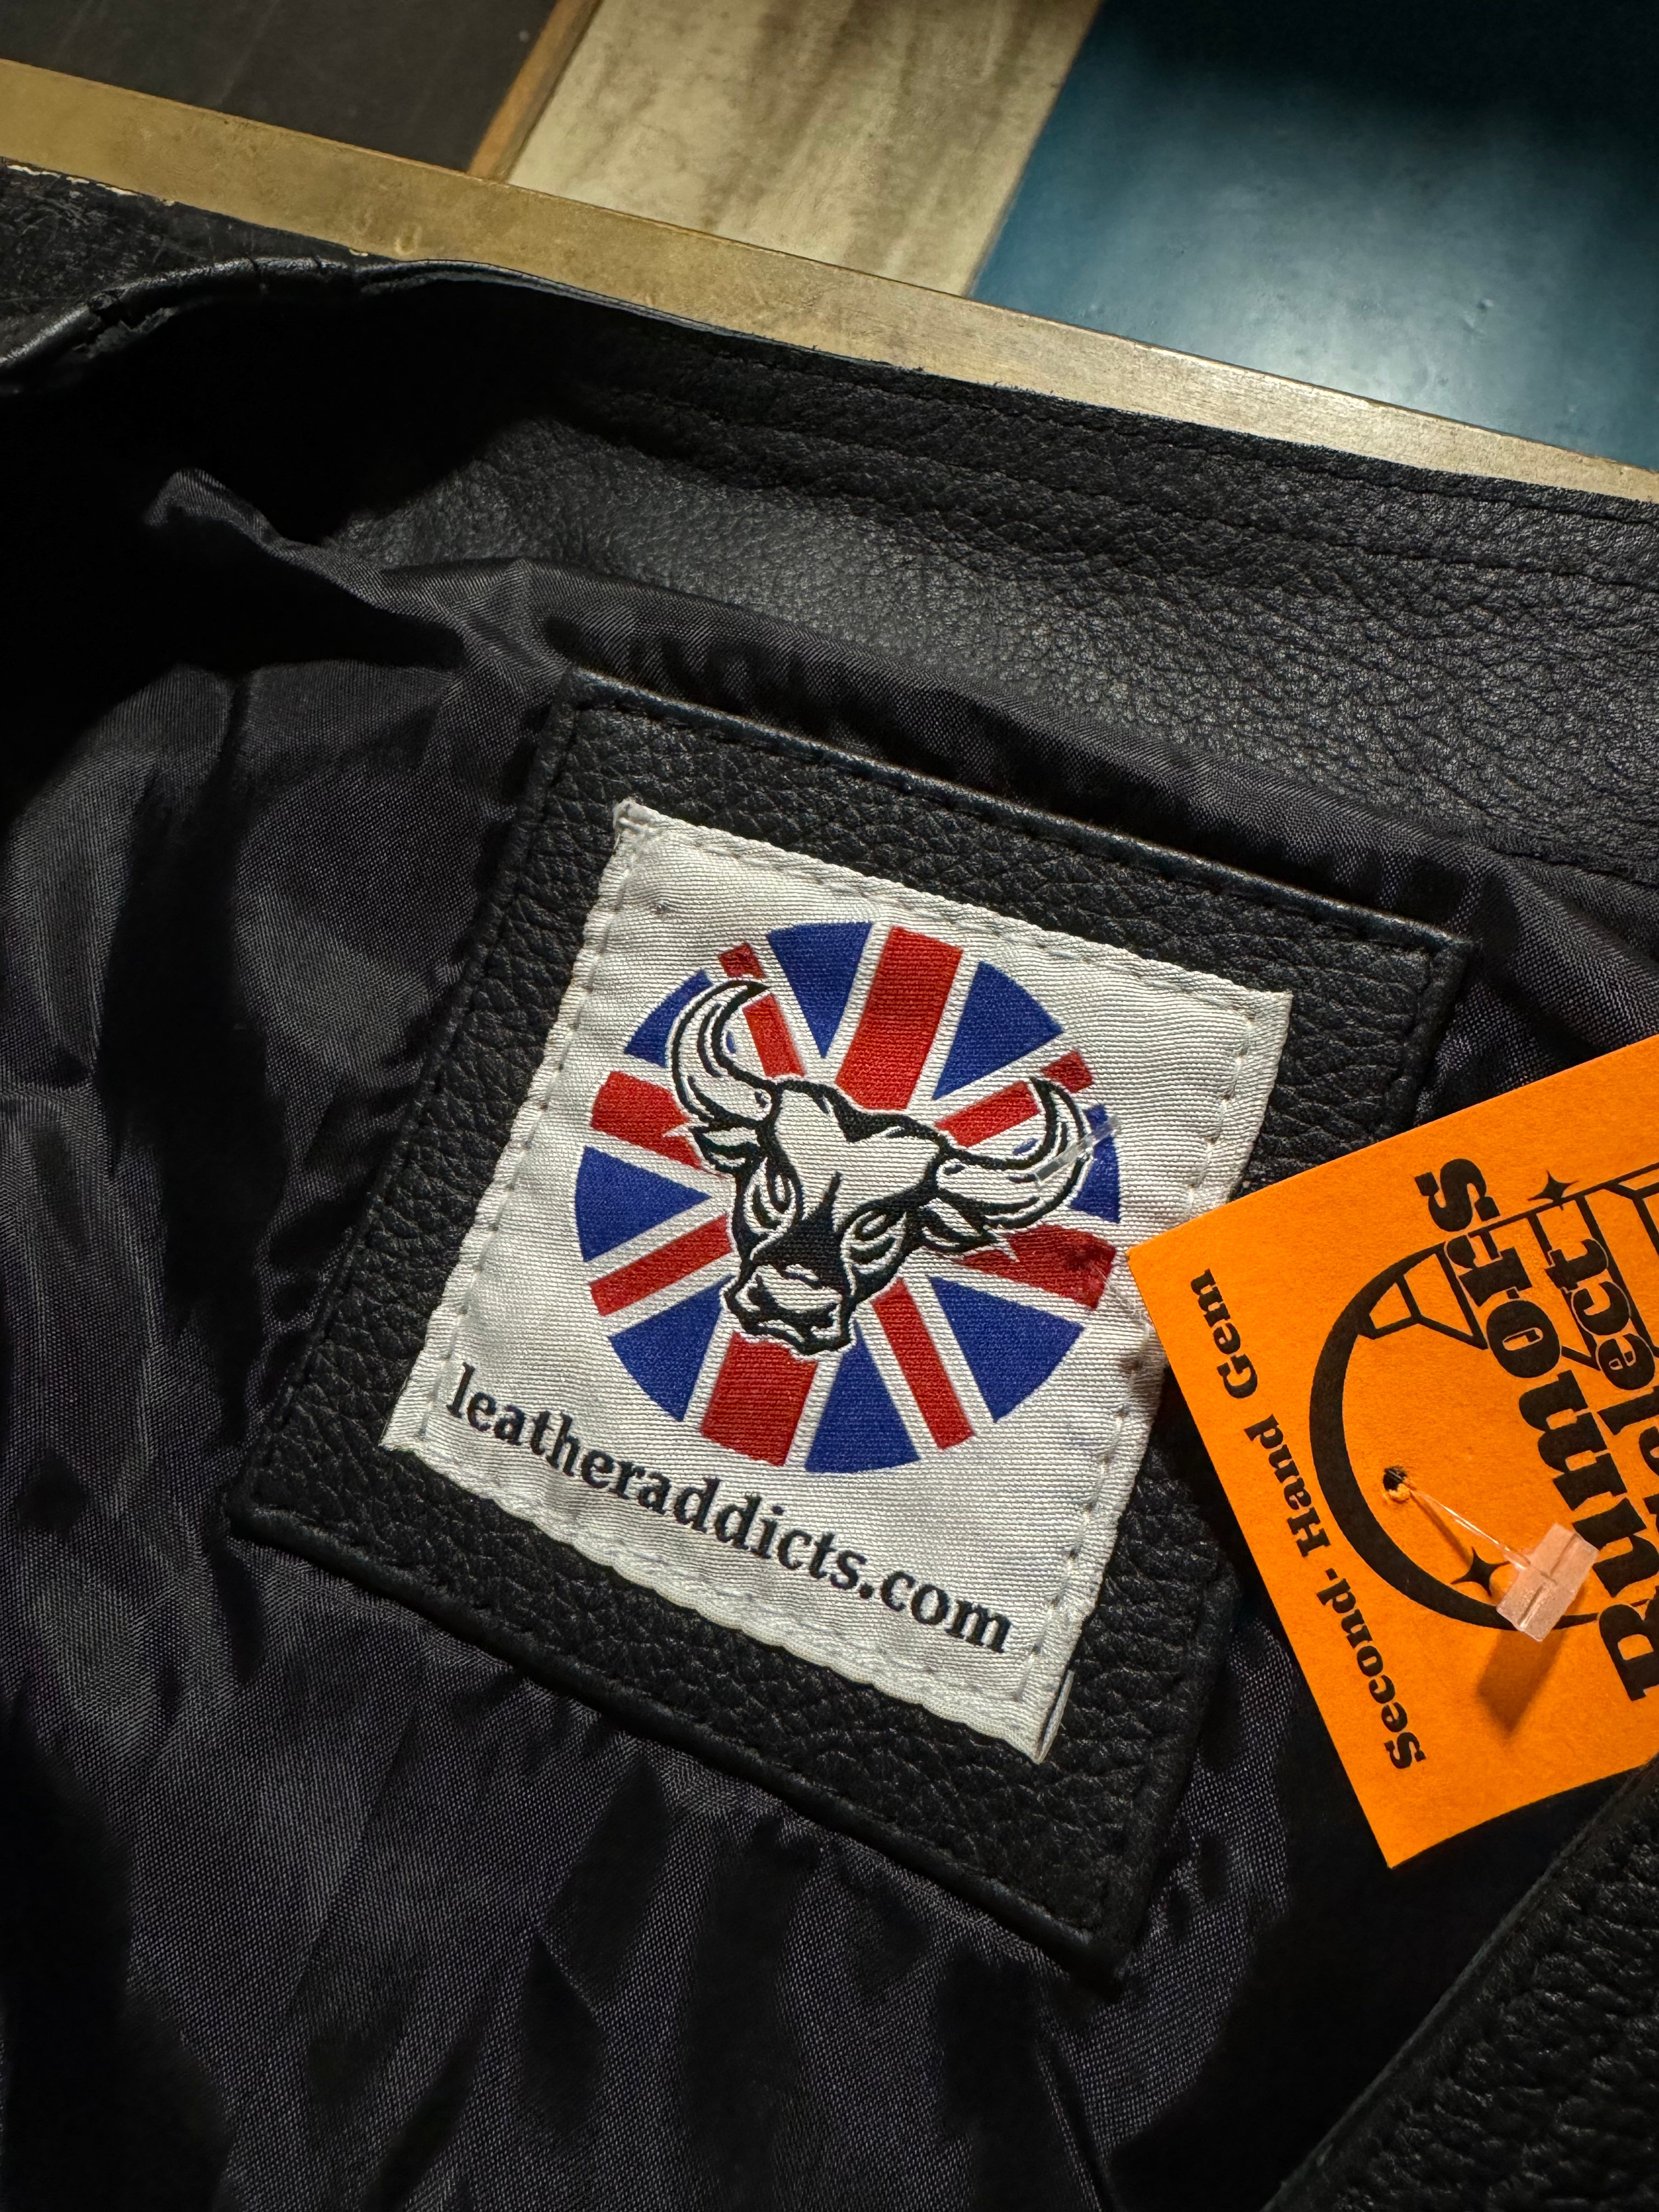 leatheraddicts.com
Rumors
Second-Hand Gem